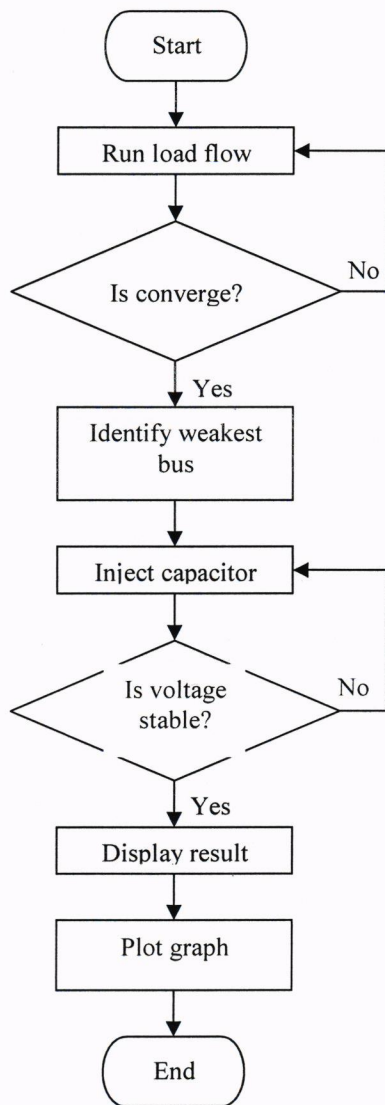 Start
Run load flow
Is converge?
No
Yes
Identify weakest
bus
Inject capacitor
Is voltage
stable?
No
Yes
Display result
Plot graph
End